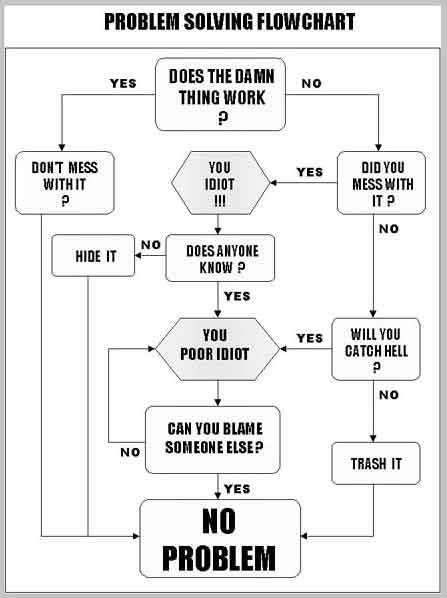 PROBLEM SOLVING FLOWCHART
DOES THE DAMN
THING WORK
?
YES
NO
DON'T MESS
WITH IT
?
YOU
IDIOT
!!!
YES
DID YOU
MESS WITH
IT ?
NO
HIDE IT
NO
DOES ANYONE
KNOW ?
YES
YOU
POOR IDIOT
YES
WILL YOU
CATCH HELL
?
NO
CAN YOU BLAME
SOMEONE ELSE?
NO
YES
TRASH IT
NO
PROBLEM